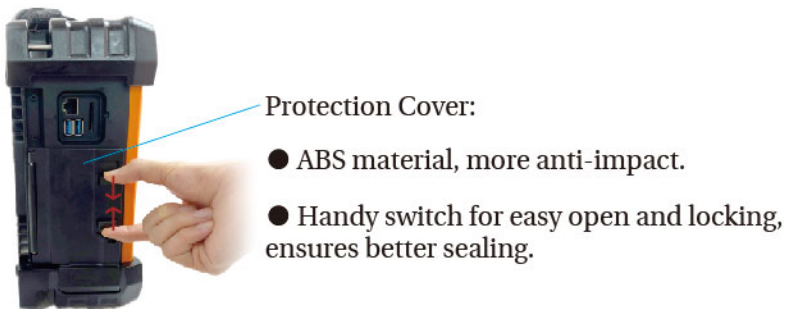 Protection Cover:
● ABS material, more anti-impact.
● Handy switch for easy open and locking,
ensures better sealing.